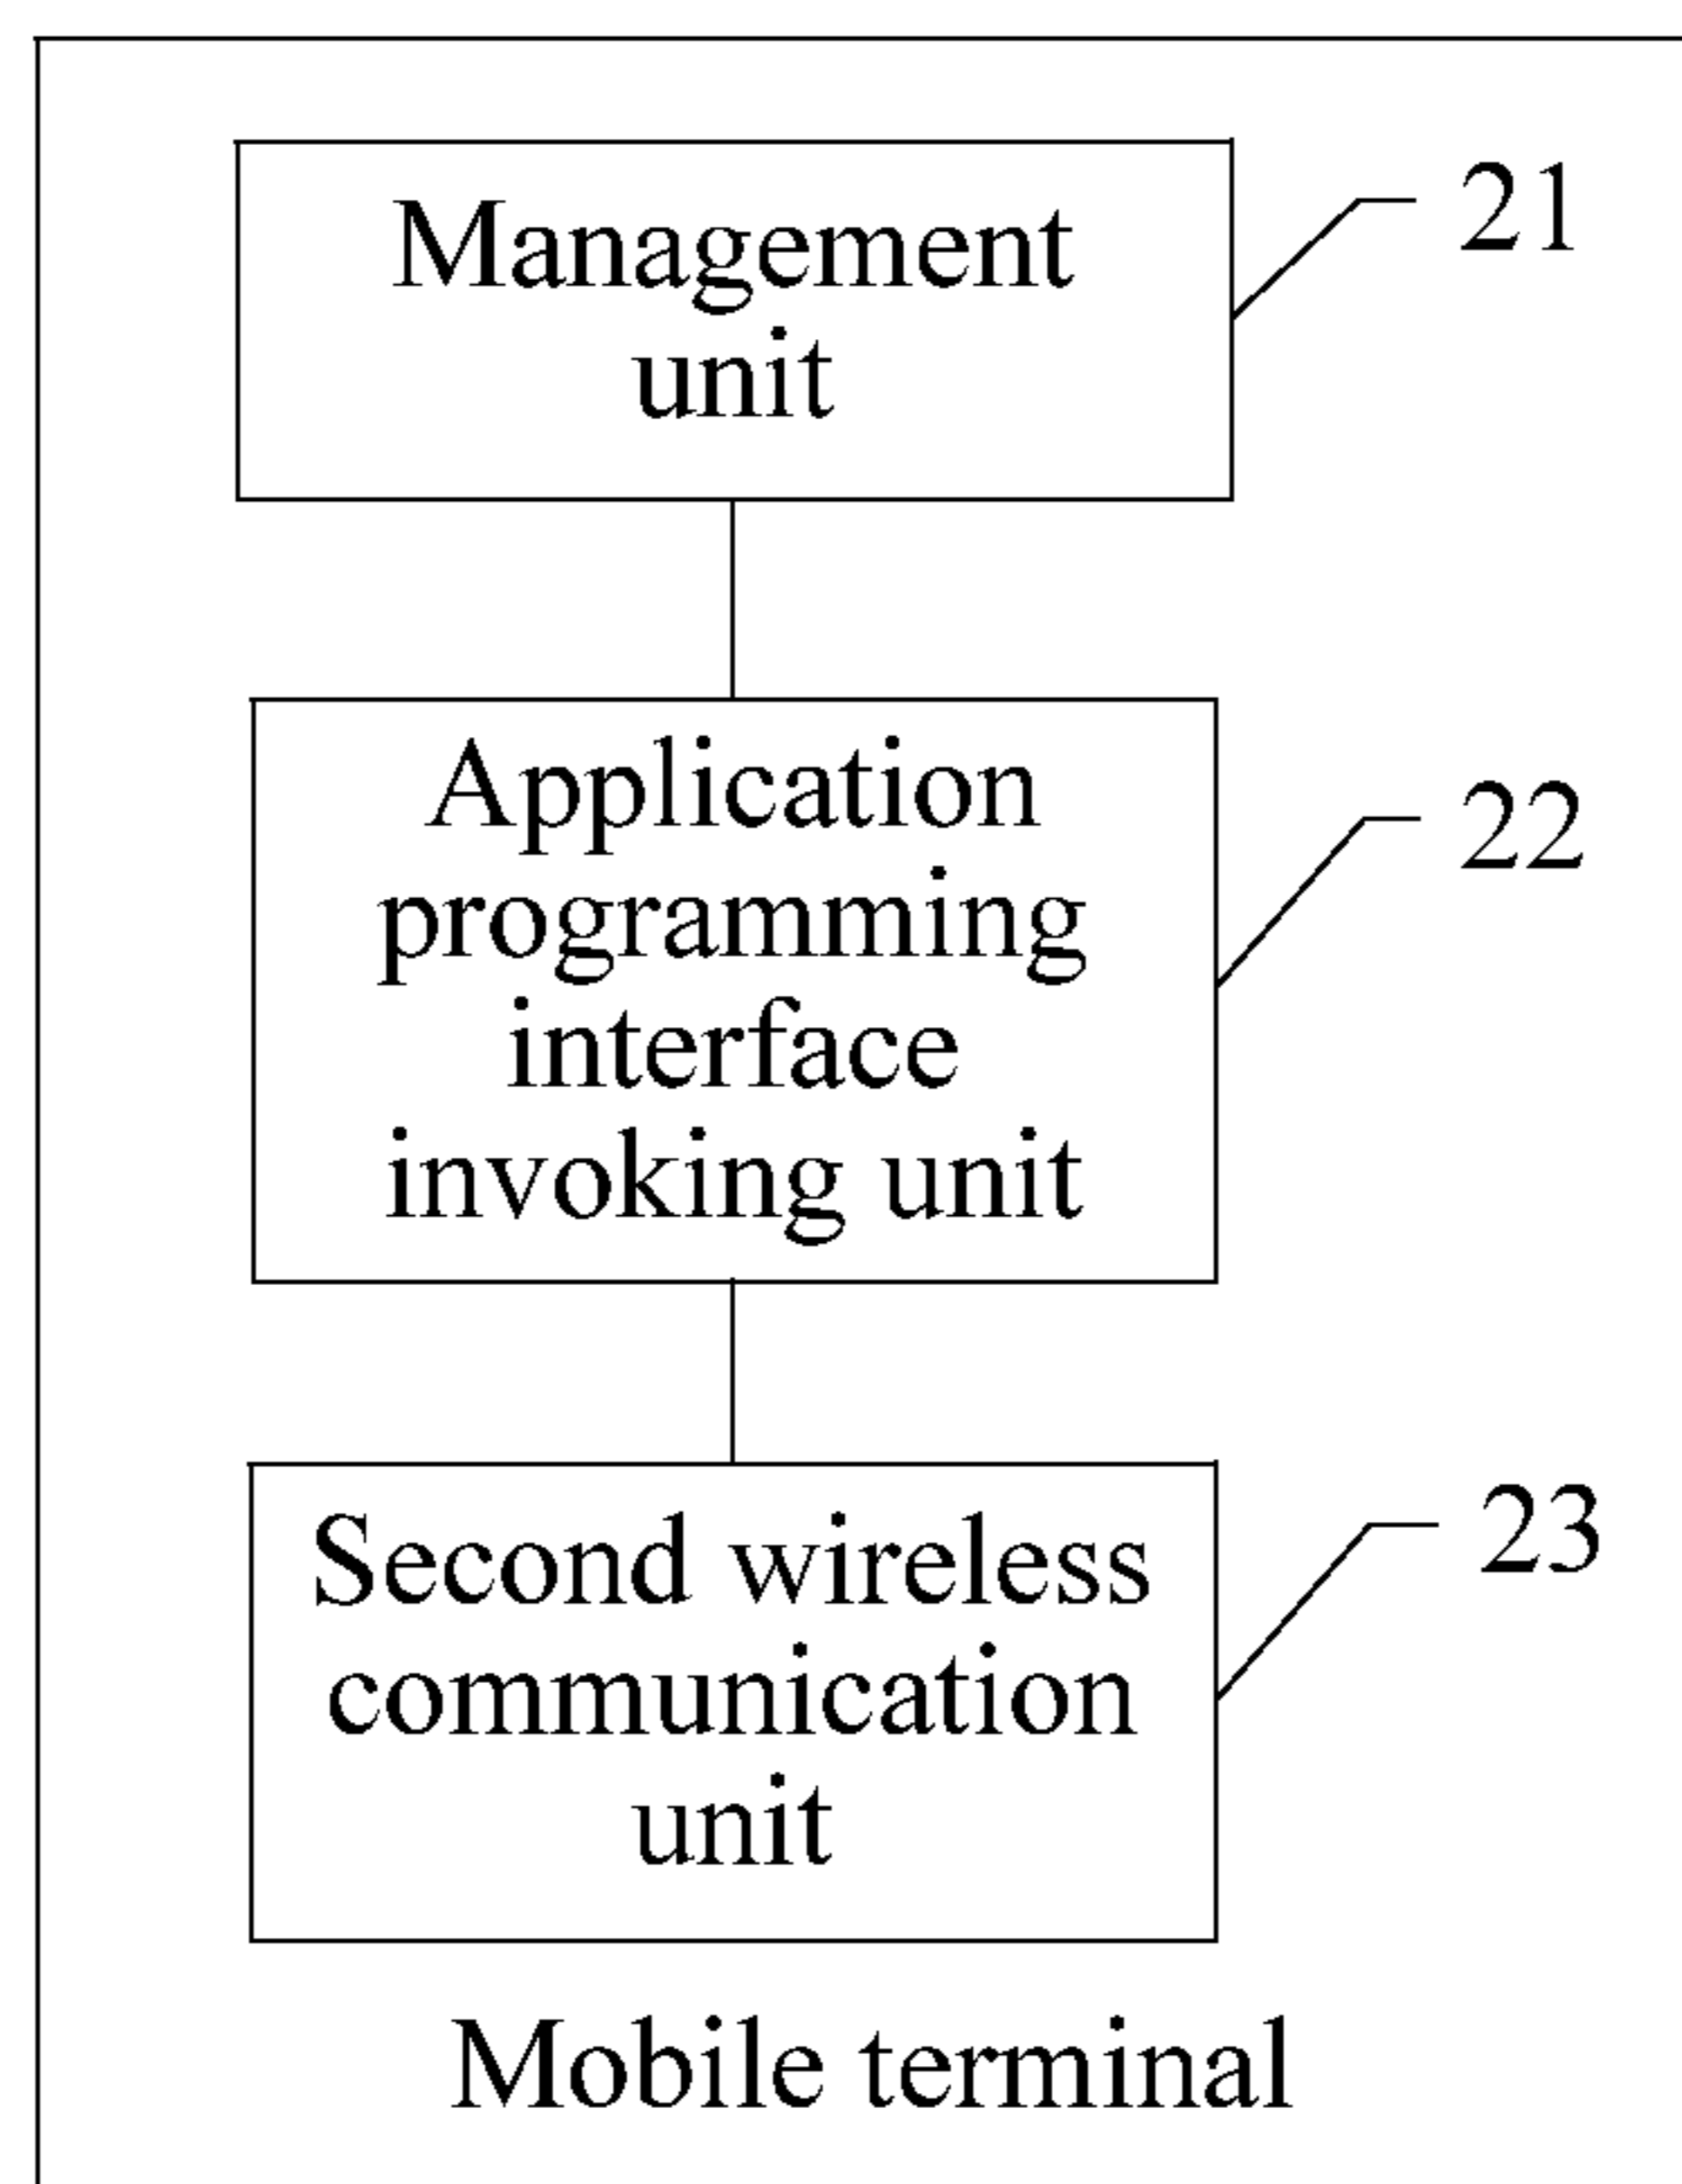 Management
unit
21
Application
programming
interface
invoking unit
22
Second wireless
communication
unit
23
Mobile terminal